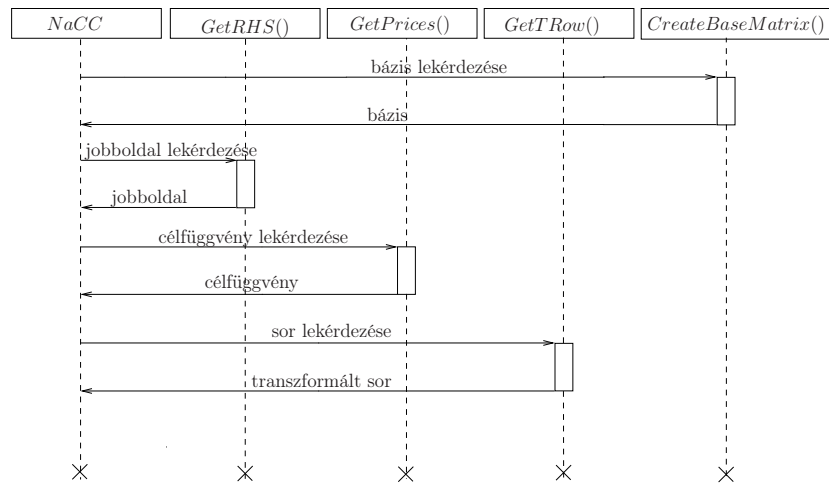 NaCC GetRHS() GetPrices() GetTRow() CreateBaseMatrix()
bázis lekérdezése
bázis
jobboldal lekérdezése
jobboldal
célfüggvény lekérdezése
célfüggvény
sor lekérdezése
transzformált sor